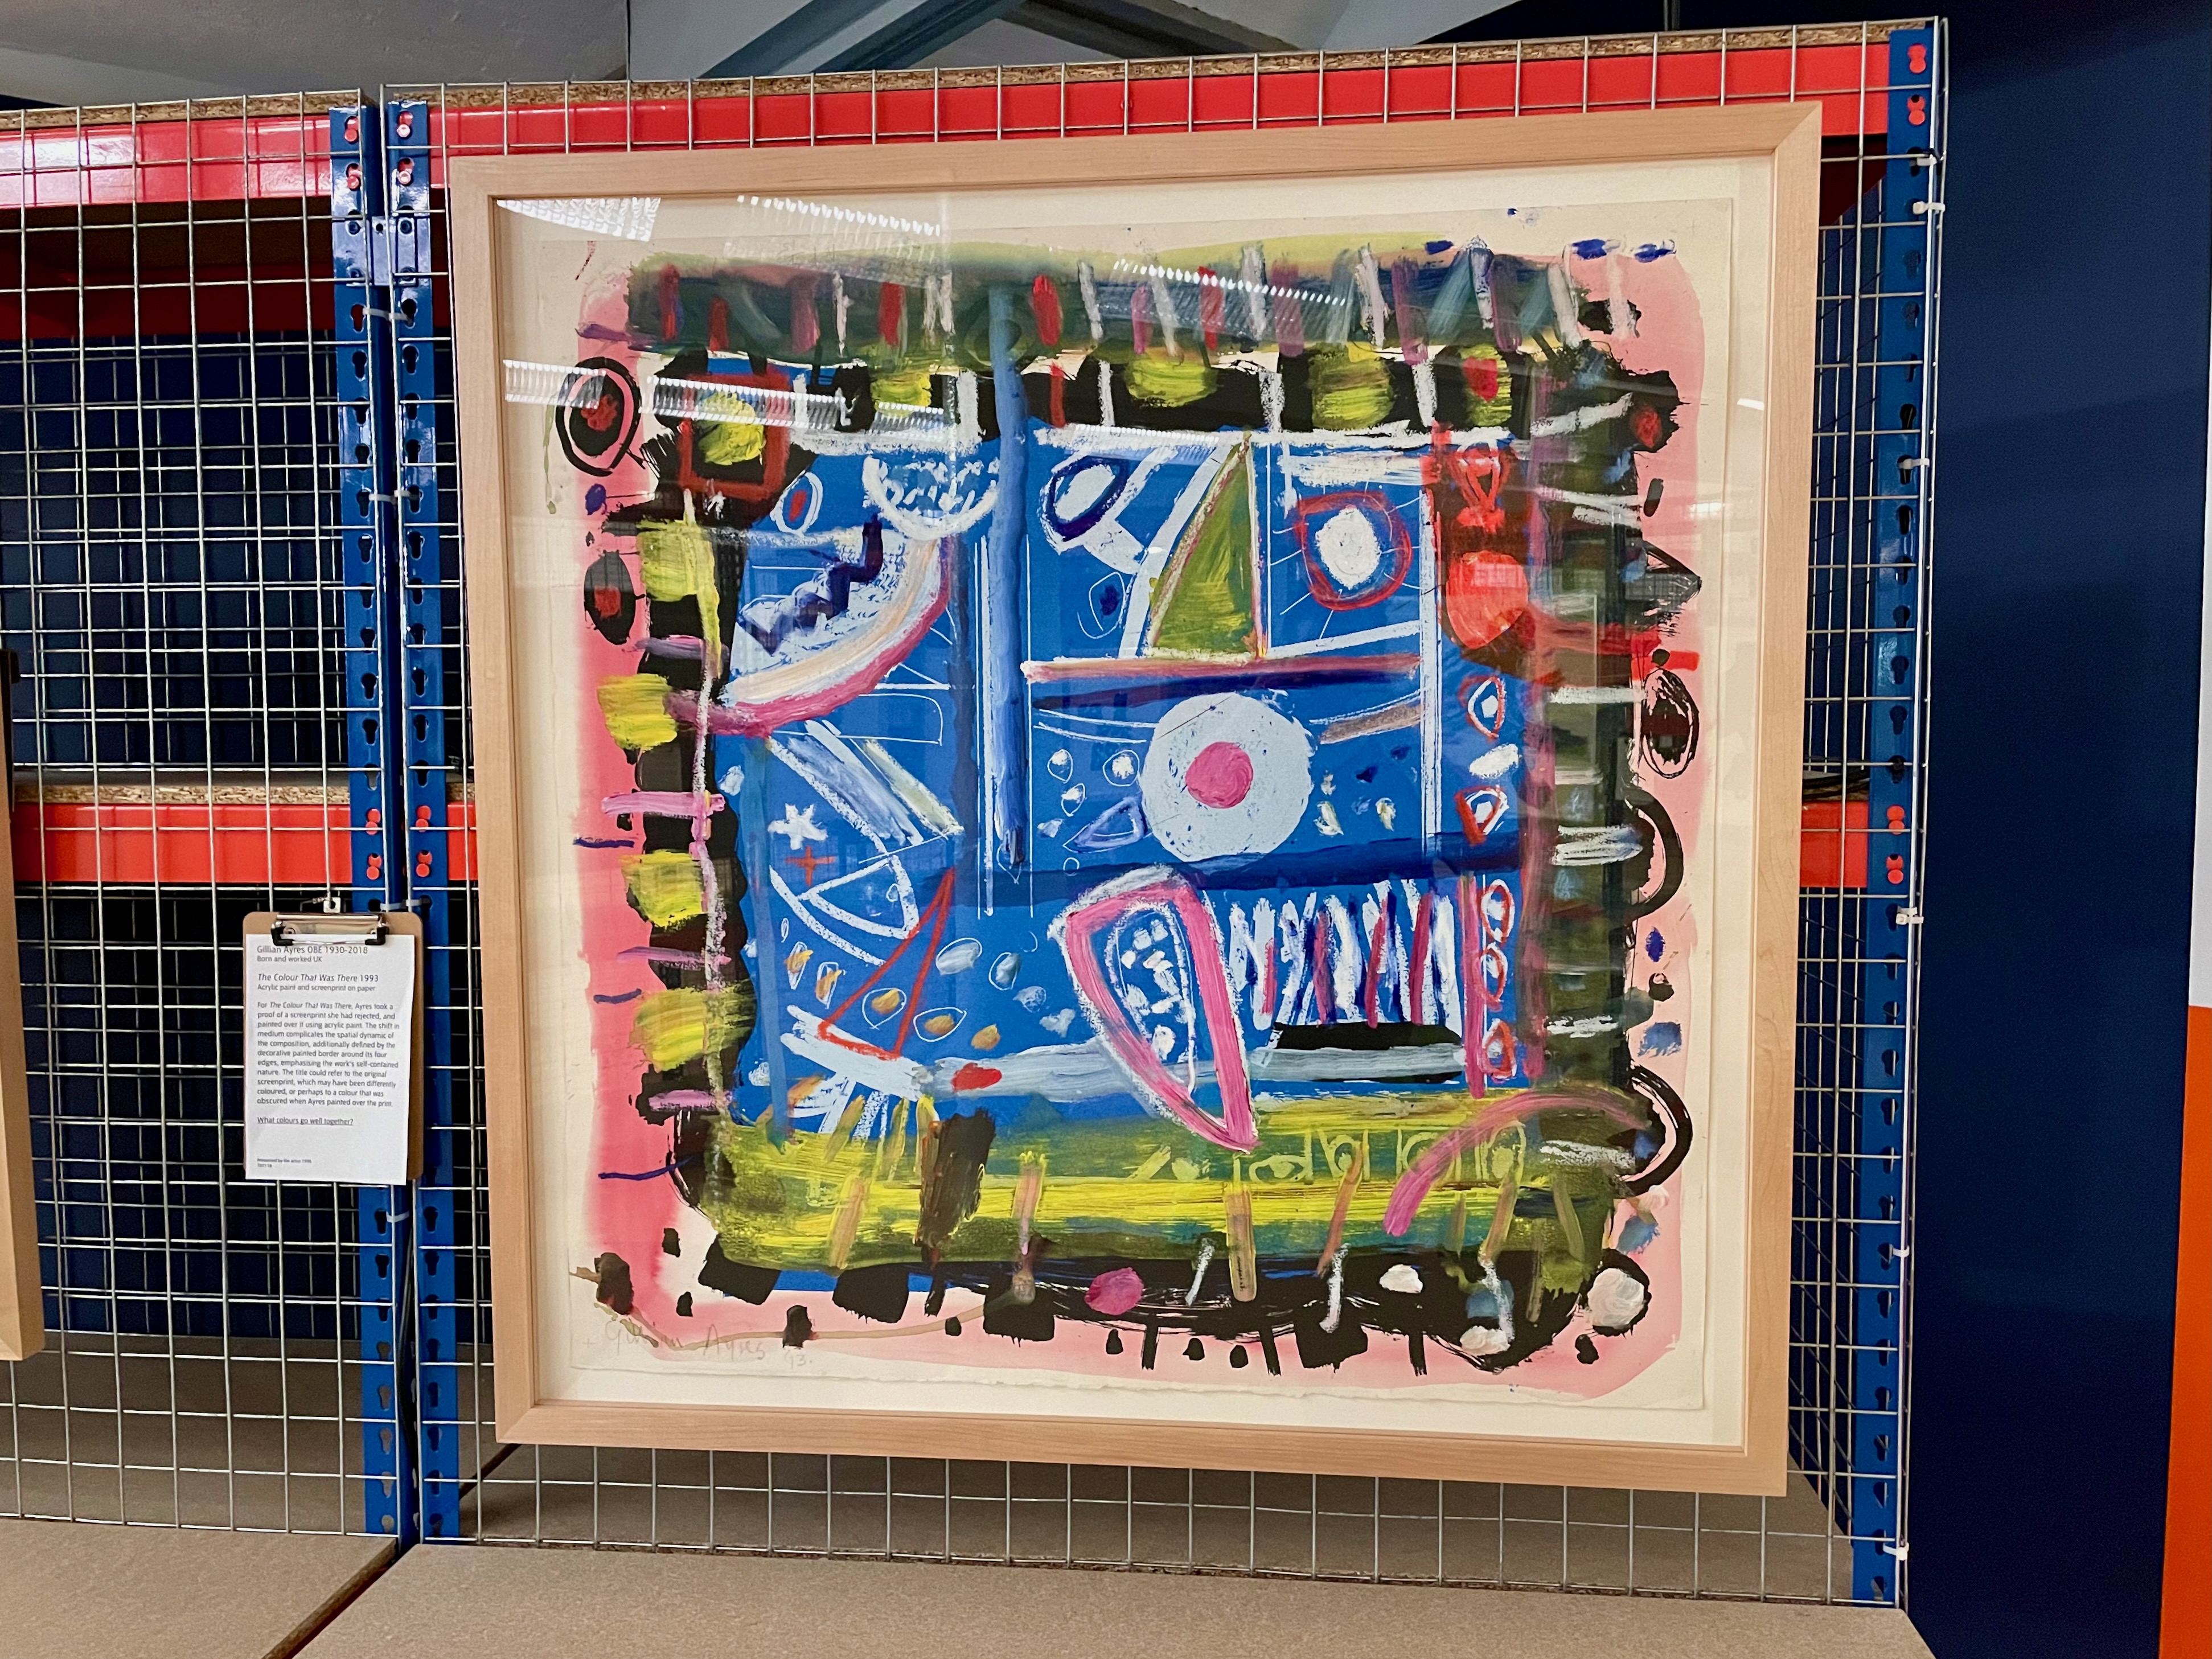 Gillian Ayres OBE 1930–2018
Born and worked UK
The Colour That Was There 1993
Acrylic paint and screenprint on paper
For The Colour That Was There, Ayres took a
proof of a screenprint she had rejected, and
painted over it using acrylic paint. The shift in
medium complicates the spatial dynamic of
the composition, additionally defined by the
decorative painted border around its four
edges, emphasising the work's self-contained
nature. The title could refer to the original
screenprint, which may have been differently
coloured, or perhaps to a colour that was
obscured when Ayres painted over the print.
What colours go well together?
Presented by the artist 1995
Gillian Ayres 93.